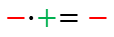 − · + = −